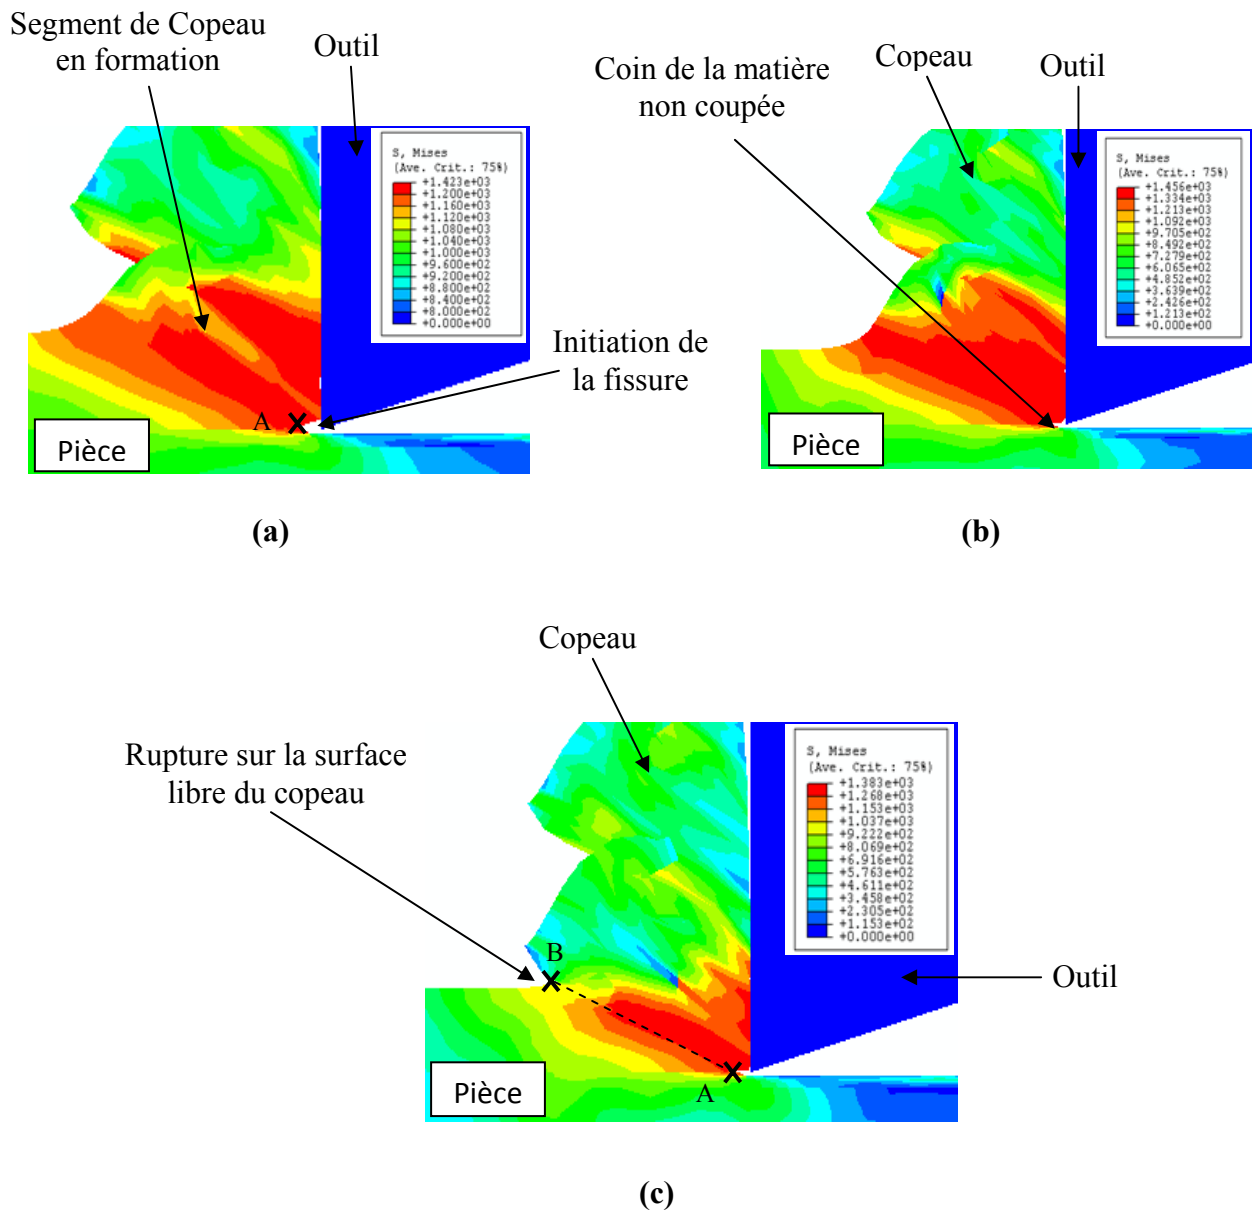 Segment de Copeau
en formation
Outil
S, Mises
(Ave. Crit.: 75%)
+1.423e+03
+1.200e+03
+1.160e+03
+1.120e+03
+1.080e+03
+1.040e+03
+1.000e+03
+9.600e+02
+9.200e+02
+8.800e+02
+8.400e+02
+8.000e+02
+0.000e+00
Initiation de
la fissure
A
Pièce
(a)
Coin de la matière
non coupée
Copeau
Outil
S, Mises
(Ave. Crit.: 75%)
+1.456e+03
+1.334e+03
+1.213e+03
+1.092e+03
+9.705e+02
+8.492e+02
+7.279e+02
+6.065e+02
+4.852e+02
+3.639e+02
+2.426e+02
+1.213e+02
+0.000e+00
Pièce
(b)
Copeau
Rupture sur la surface
libre du copeau
S, Mises
(Ave. Crit.: 75%)
+1.383e+03
+1.268e+03
+1.153e+03
+1.037e+03
+9.222e+02
+8.069e+02
+6.916e+02
+5.763e+02
+4.611e+02
+3.458e+02
+2.305e+02
+1.153e+02
+0.000e+00
B
Outil
Pièce
A
(c)